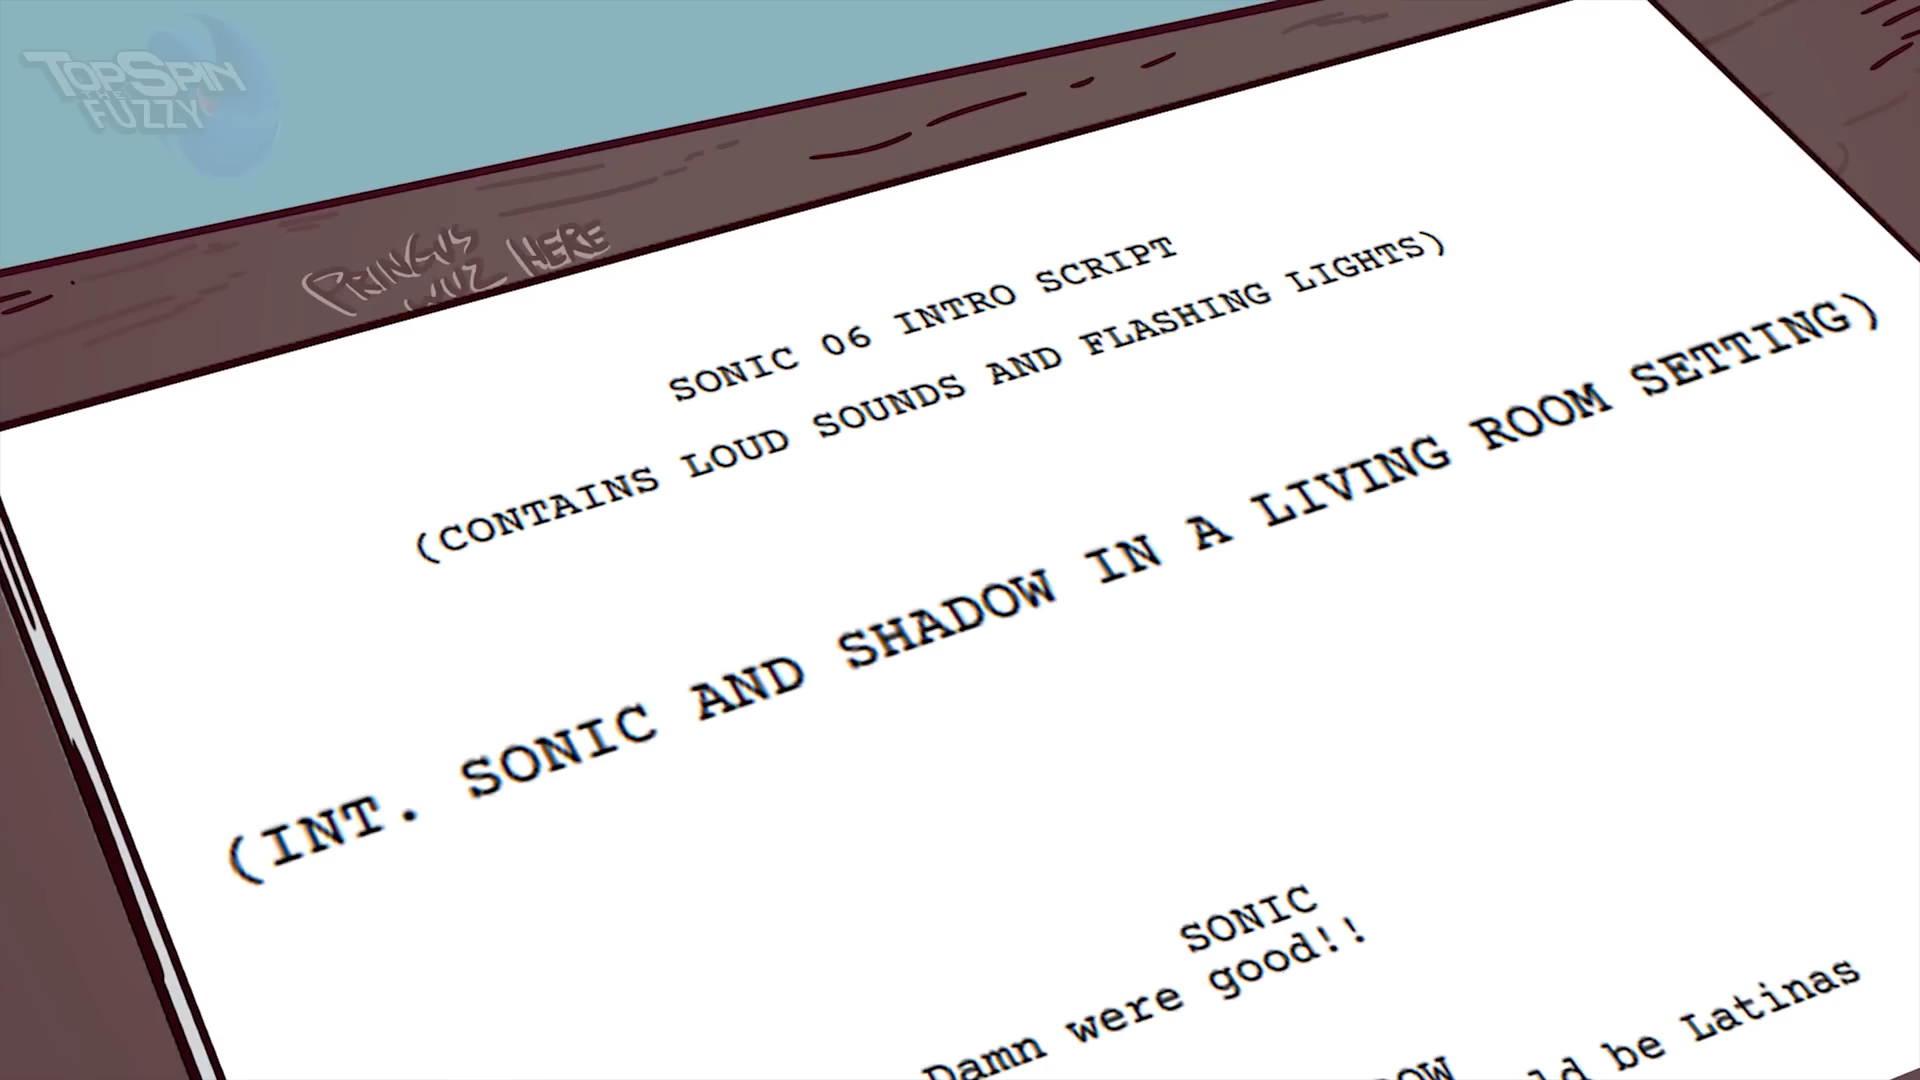 TOPSPIN
THE
FUZZY
PRINGUS
WUZ HERE
SONIC 06 INTRO SCRIPT
(CONTAINS LOUD SOUNDS AND FLASHING LIGHTS)
(INT. SONIC AND SHADOW IN A LIVING ROOM SETTING)
SONIC
Damn were good!!
be Latinas